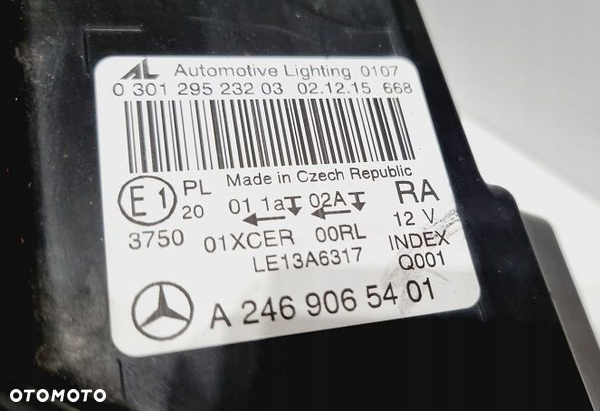 AL Automotive Lighting 0107
0 301 295 232 03 02.12.15 668
Made in Czech Republic
E1 PL 01 1a 02A RA
20 12 V
3750 01XCER 00RL INDEX
LE13A6317 Q001
A 246 906 54 01
OTOMOTO